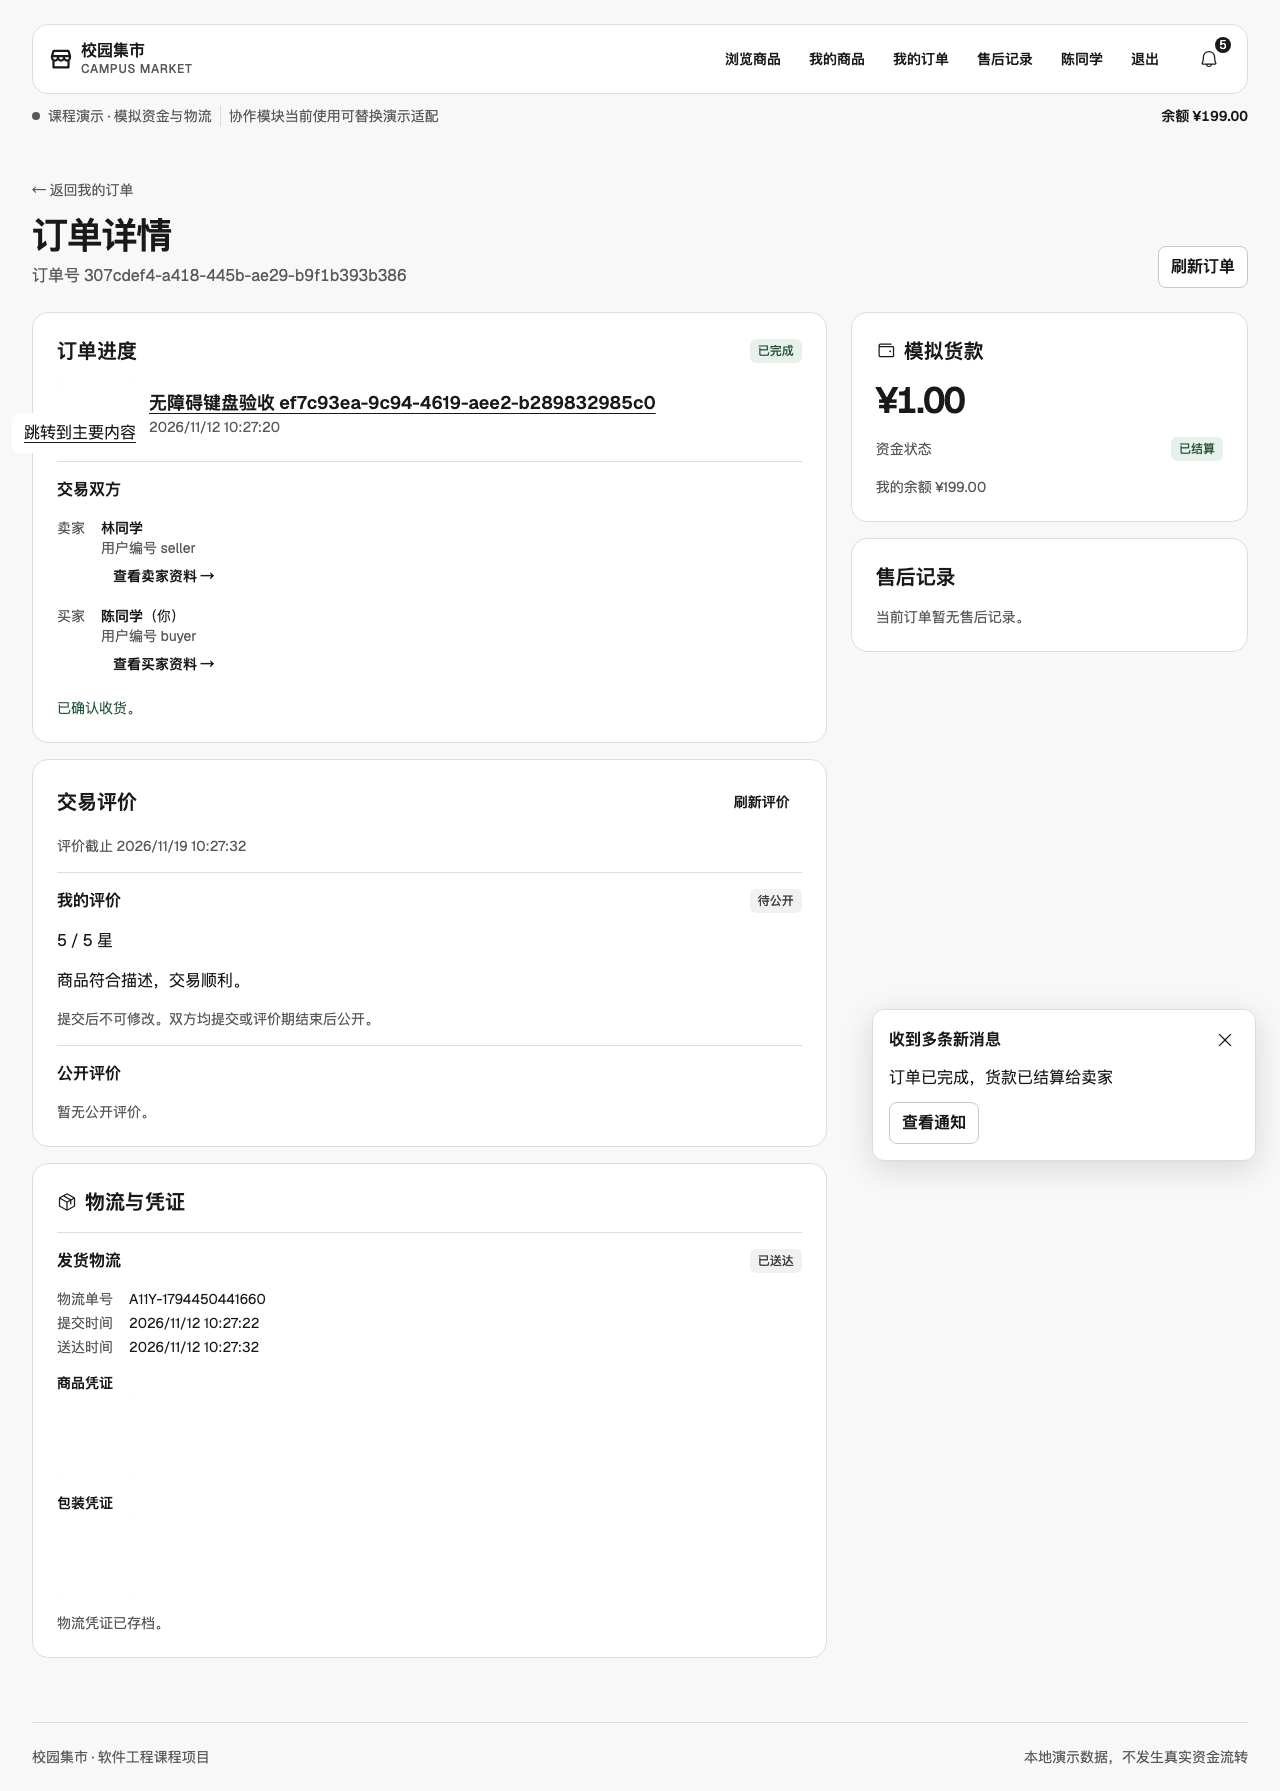 校园集市
CAMPUS MARKET
浏览商品 我的商品 我的订单 售后记录 陈同学 退出 5
课程演示 · 模拟资金与物流 协作模块当前使用可替换演示适配 余额 ¥199.00
← 返回我的订单
订单详情
订单号 307cdef4-a418-445b-ae29-b9f1b393b386
刷新订单
订单进度 已完成
无障碍键盘验收 ef7c93ea-9c94-4619-aee2-b289832985c0
2026/11/12 10:27:20
跳转到主要内容
交易双方
卖家 林同学
用户编号 seller
查看卖家资料 →
买家 陈同学（你）
用户编号 buyer
查看买家资料 →
已确认收货。
模拟货款
¥1.00
资金状态 已结算
我的余额 ¥199.00
售后记录
当前订单暂无售后记录。
交易评价 刷新评价
评价截止 2026/11/19 10:27:32
我的评价 待公开
5 / 5 星
商品符合描述，交易顺利。
提交后不可修改。双方均提交或评价期结束后公开。
公开评价
暂无公开评价。
收到多条新消息
订单已完成，货款已结算给卖家
查看通知
物流与凭证
发货物流 已送达
物流单号 A11Y-1794450441660
提交时间 2026/11/12 10:27:22
送达时间 2026/11/12 10:27:32
商品凭证
包装凭证
物流凭证已存档。
校园集市 · 软件工程课程项目 本地演示数据，不发生真实资金流转